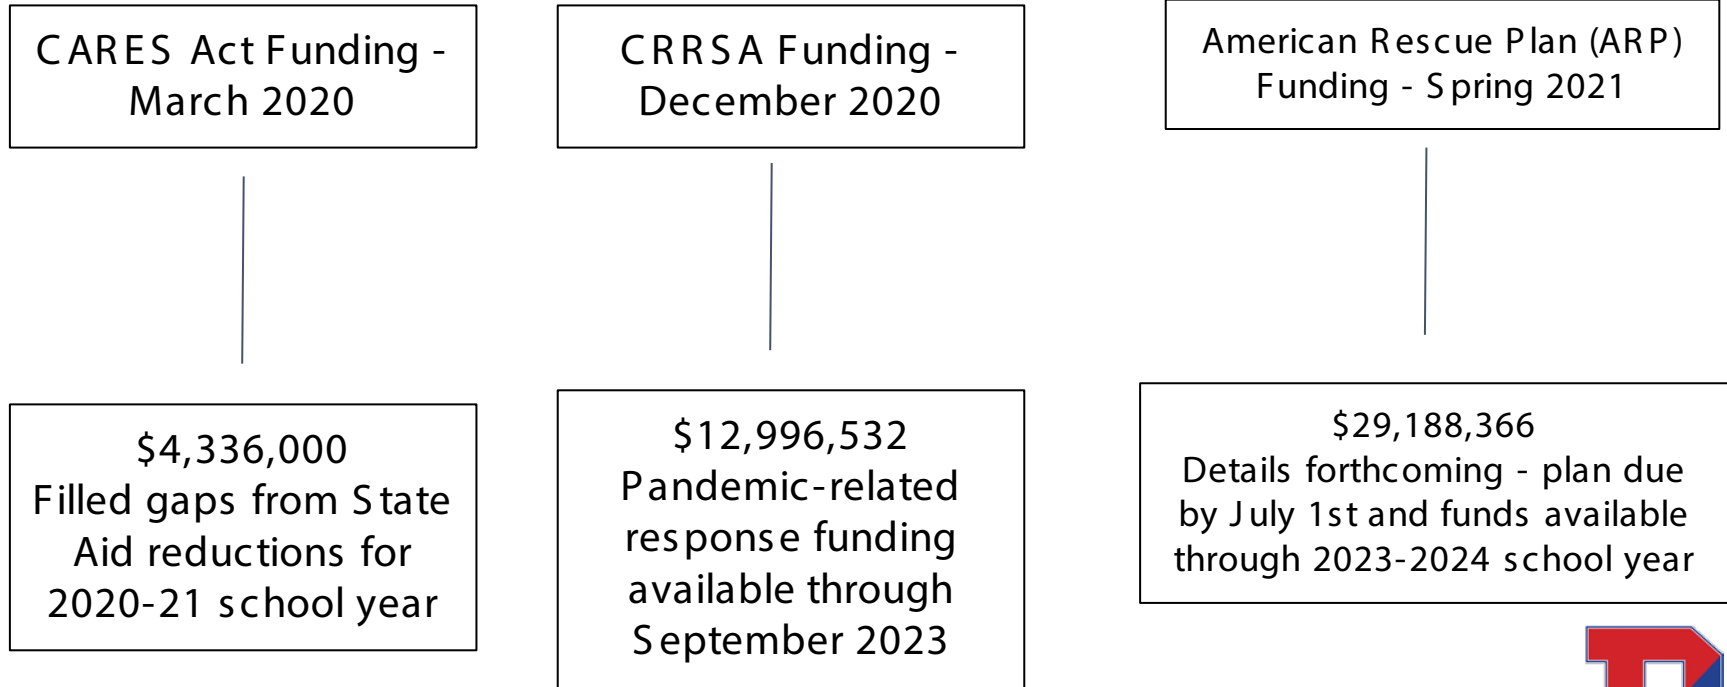 CARES Act Funding -
March 2020
CRRSA Funding -
December 2020
American Rescue Plan (ARP)
Funding - Spring 2021
$4,336,000
Filled gaps from State
Aid reductions for
2020-21 school year
$12,996,532
Pandemic-related
response funding
available through
September 2023
$29,188,366
Details forthcoming - plan due
by July 1st and funds available
through 2023-2024 school year